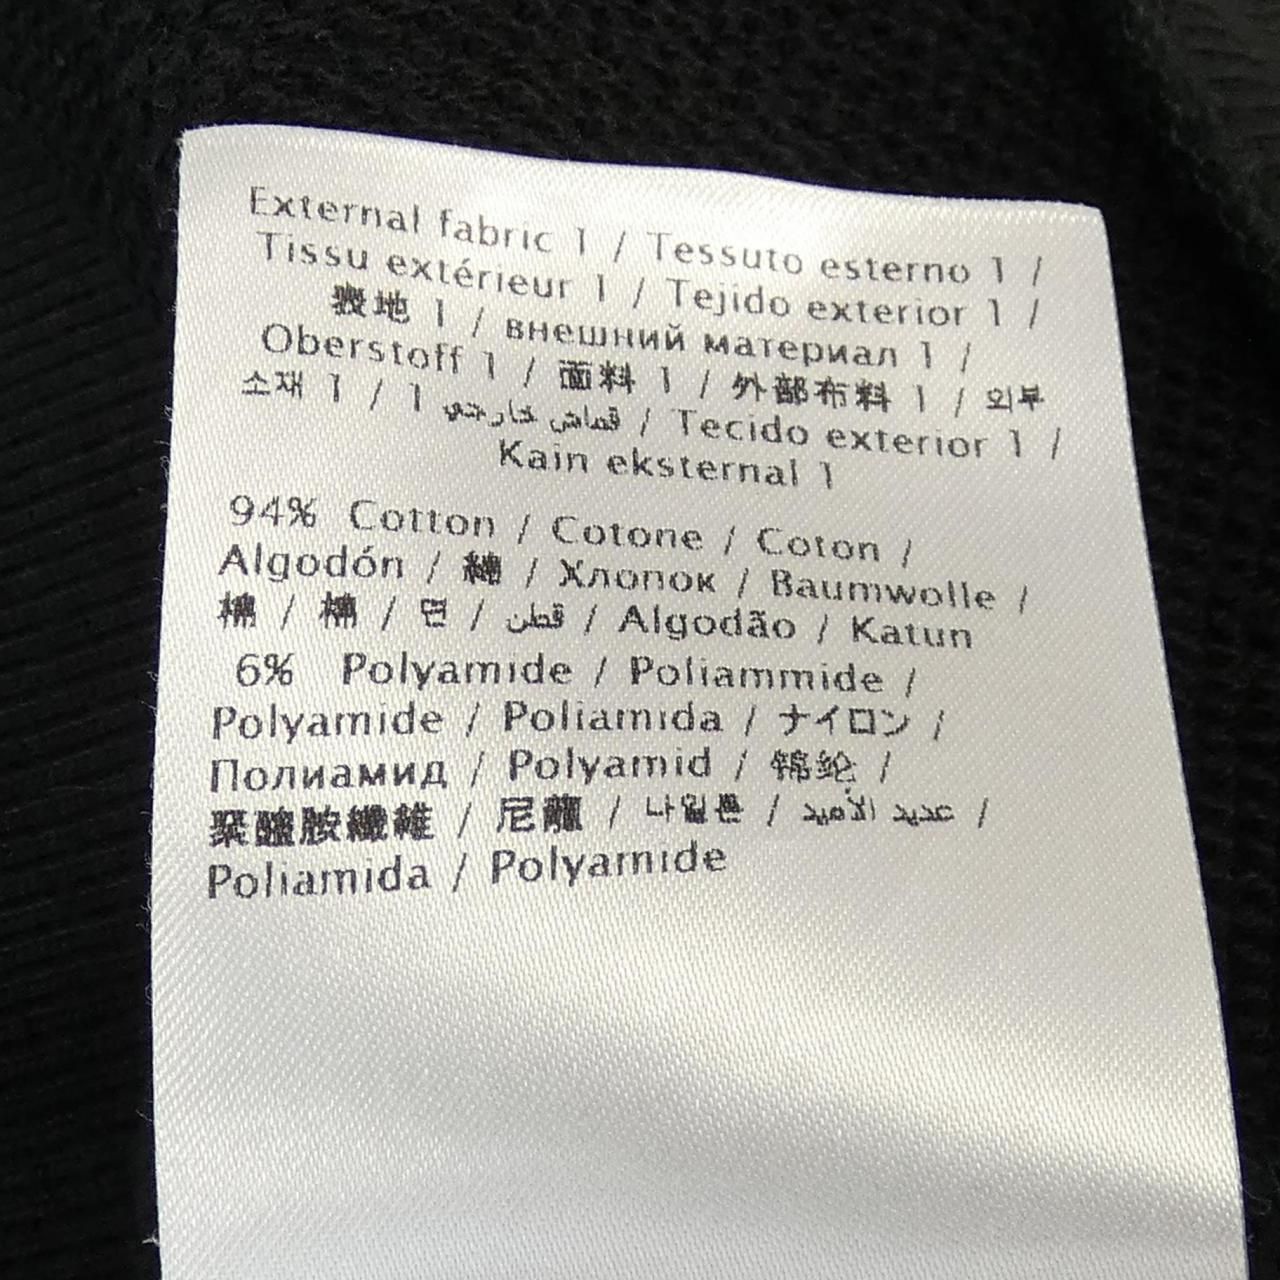 External fabric 1 / Tessuto esterno 1 /
Tissu extérieur 1 / Tejido exterior 1 /
表地 1 / внешний материал 1 /
Oberstoff 1 / 面料 1 / 外部布料 1 / 외부
소재 1 / 1 قماش خارجي / Tecido exterior 1 /
Kain eksternal 1
94% Cotton / Cotone / Coton /
Algodón / 綿 / Хлопок / Baumwolle /
棉 / 棉 / 면 / قطن / Algodão / Katun
6% Polyamide / Poliammide /
Polyamide / Poliamida / ナイロン /
Полиамид / Polyamid / 锦纶 /
聚醯胺纖維 / 尼龍 / 나일론 / عديد الأميد /
Poliamida / Polyamide